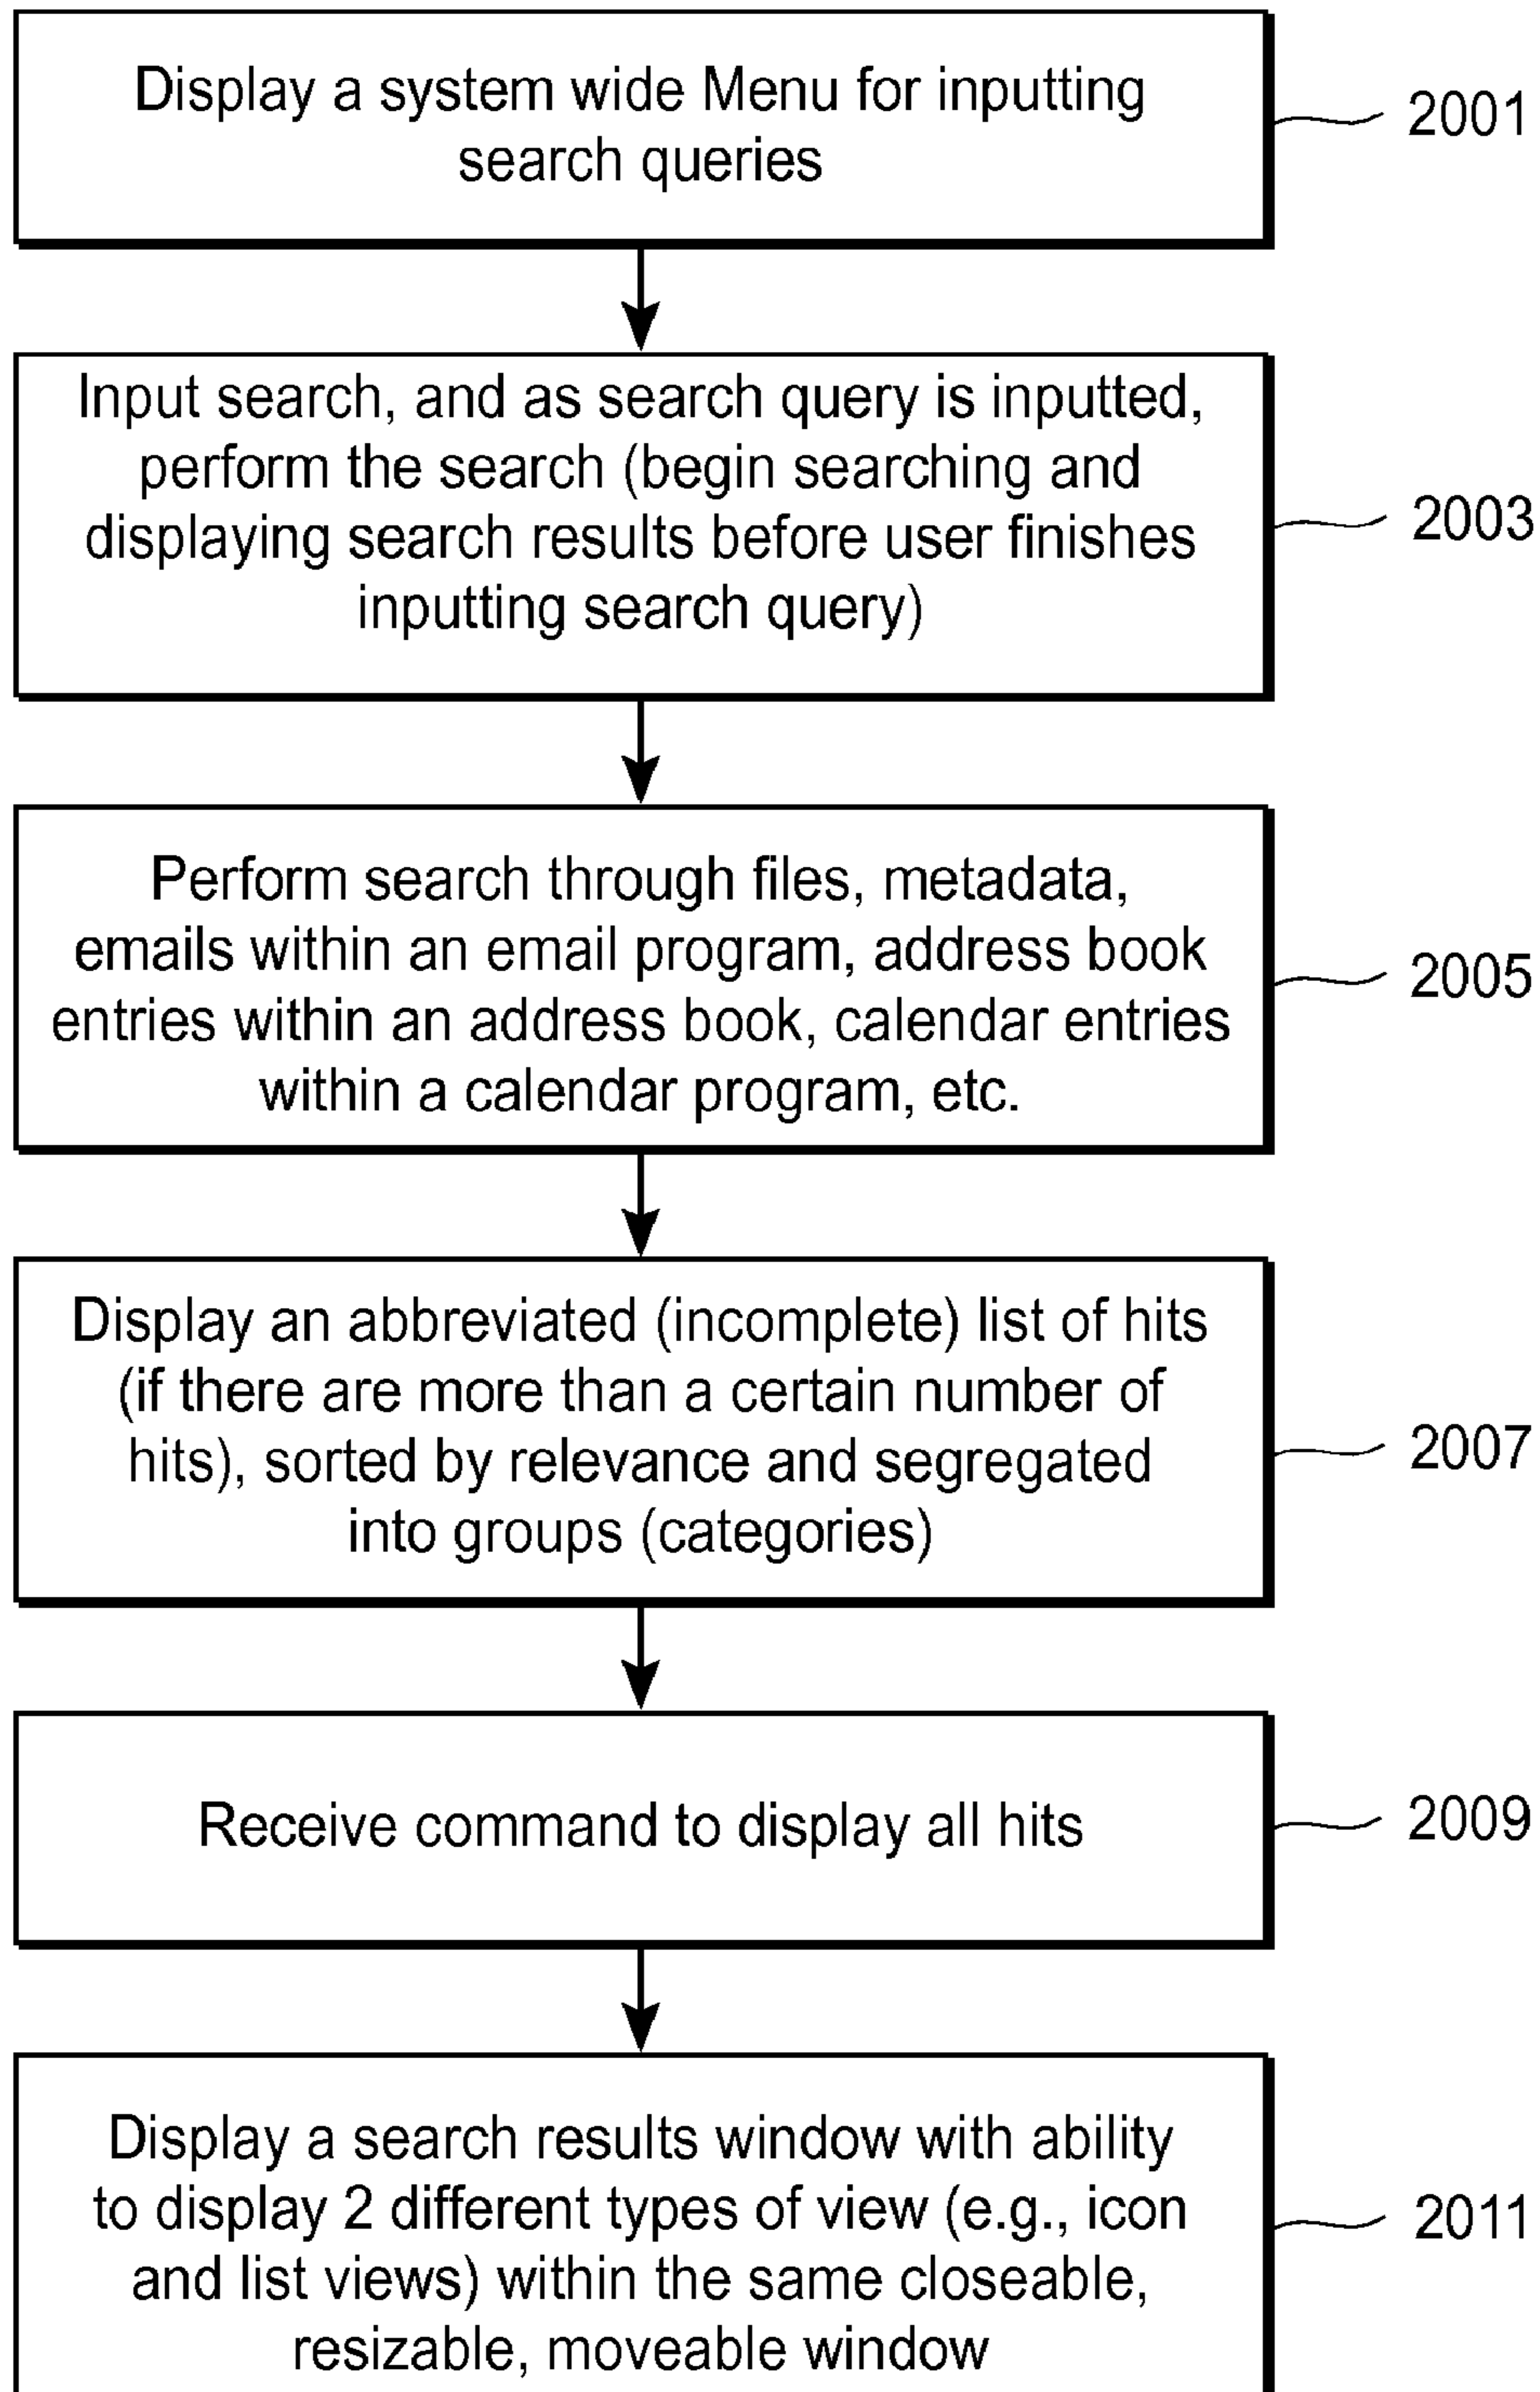 Display a system wide Menu for inputting
search queries
2001
Input search, and as search query is inputted,
perform the search (begin searching and
displaying search results before user finishes
inputting search query)
2003
Perform search through files, metadata,
emails within an email program, address book
entries within an address book, calendar entries
within a calendar program, etc.
2005
Display an abbreviated (incomplete) list of hits
(if there are more than a certain number of
hits), sorted by relevance and segregated
into groups (categories)
2007
Receive command to display all hits
2009
Display a search results window with ability
to display 2 different types of view (e.g., icon
and list views) within the same closeable,
resizable, moveable window
2011